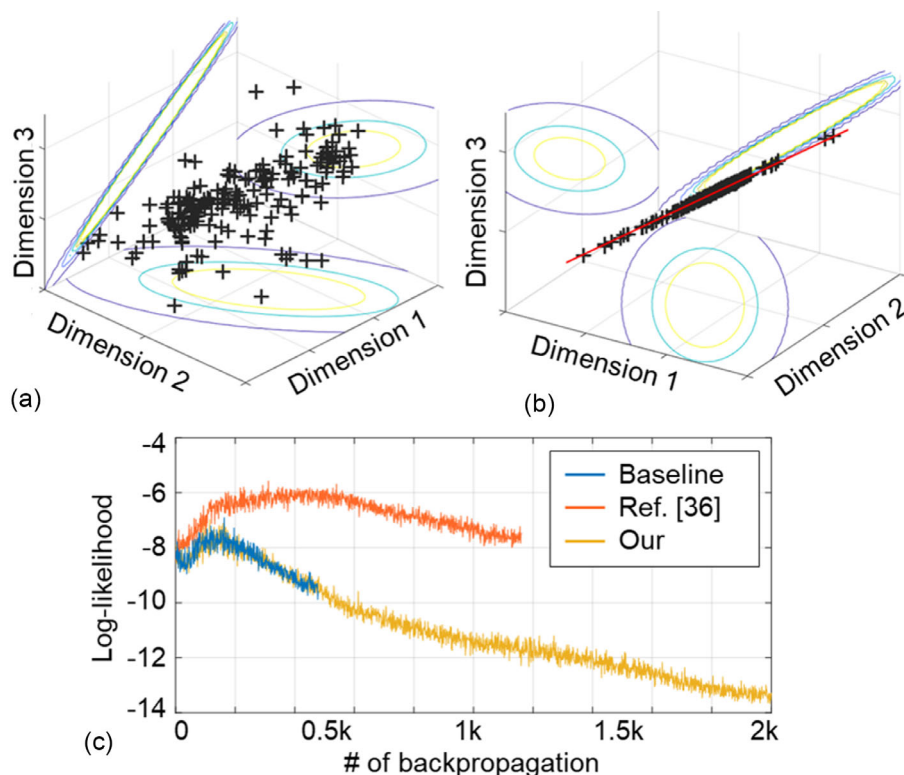 Dimension 3
Dimension 2
Dimension 1
(a)
Dimension 3
Dimension 1
Dimension 2
(b)
-4
-6
-8
-10
-12
-14
Log-likelihood
Baseline
Ref. [36]
Our
0
0.5k
1k
1.5k
2k
# of backpropagation
(c)